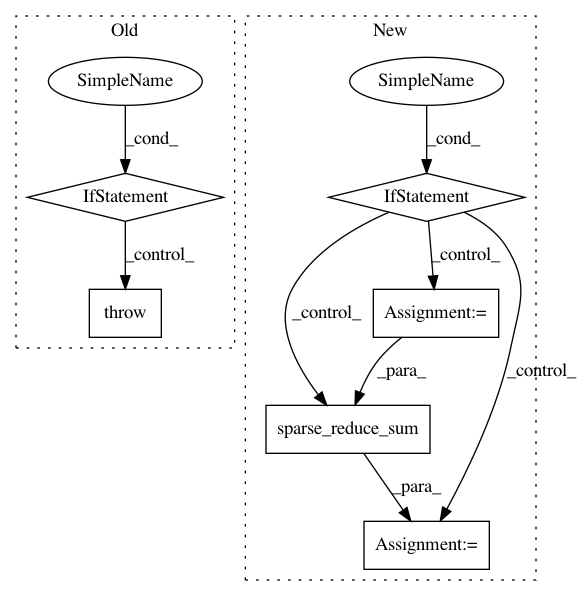 Old
New
SimpleName
SimpleName
_cond_
_cond_
IfStatement
IfStatement
_control_
_control_
_control_
_control_
throw
Assignment:=
_para_
sparse_reduce_sum
_para_
Assignment:=